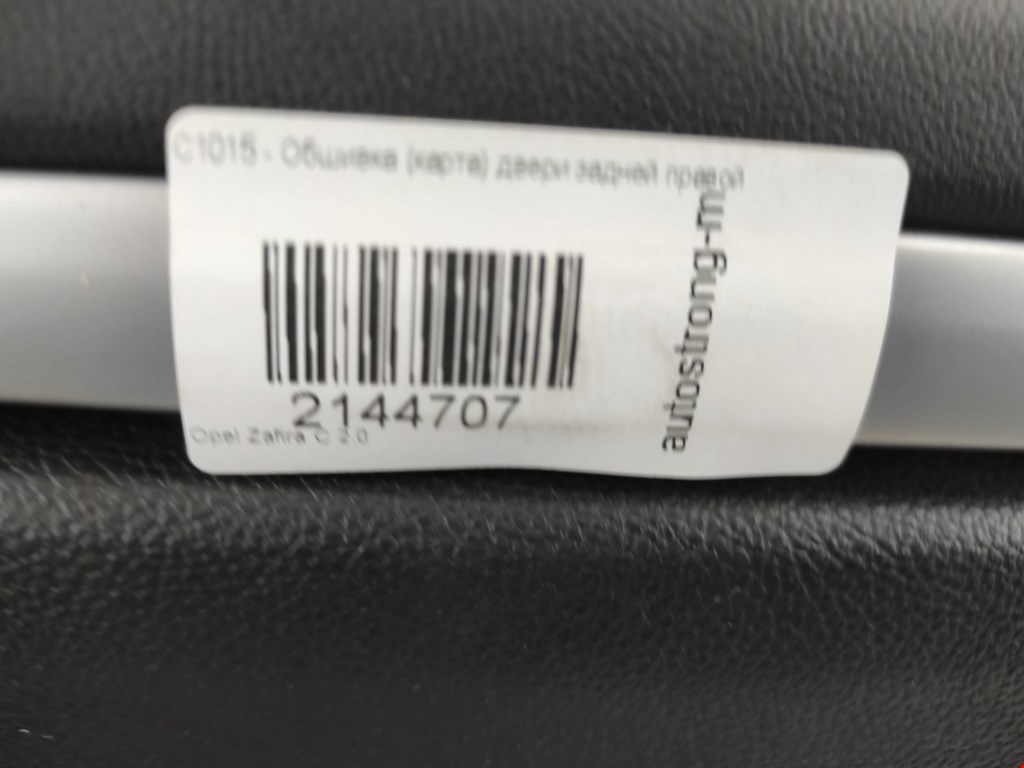 C1015 - Обшивка (карта) двери задней правой
2144707
Opel Zafira C 2.0
autostrong-m